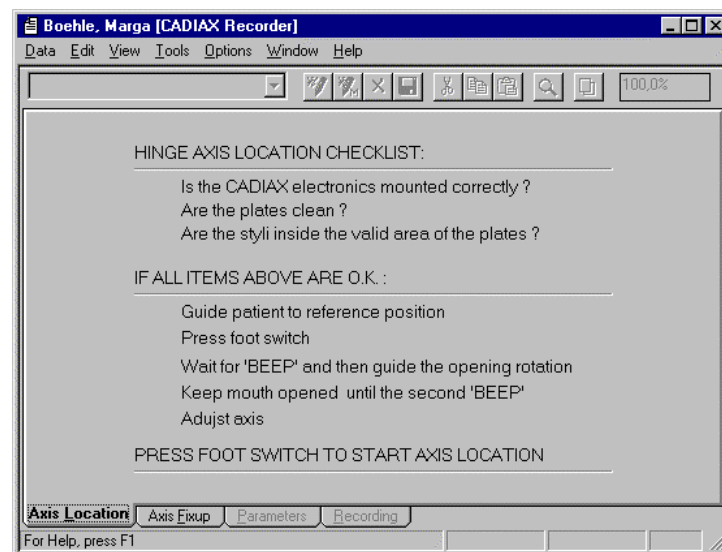 Boehle, Marga [CADIAX Recorder]
Data Edit View Tools Options Window Help
100,0%
HINGE AXIS LOCATION CHECKLIST:
Is the CADIAX electronics mounted correctly ?
Are the plates clean ?
Are the styli inside the valid area of the plates ?
IF ALL ITEMS ABOVE ARE O.K. :
Guide patient to reference position
Press foot switch
Wait for 'BEEP' and then guide the opening rotation
Keep mouth opened until the second 'BEEP'
Adujst axis
PRESS FOOT SWITCH TO START AXIS LOCATION
Axis Location Axis Fixup Parameters Recording
For Help, press F1